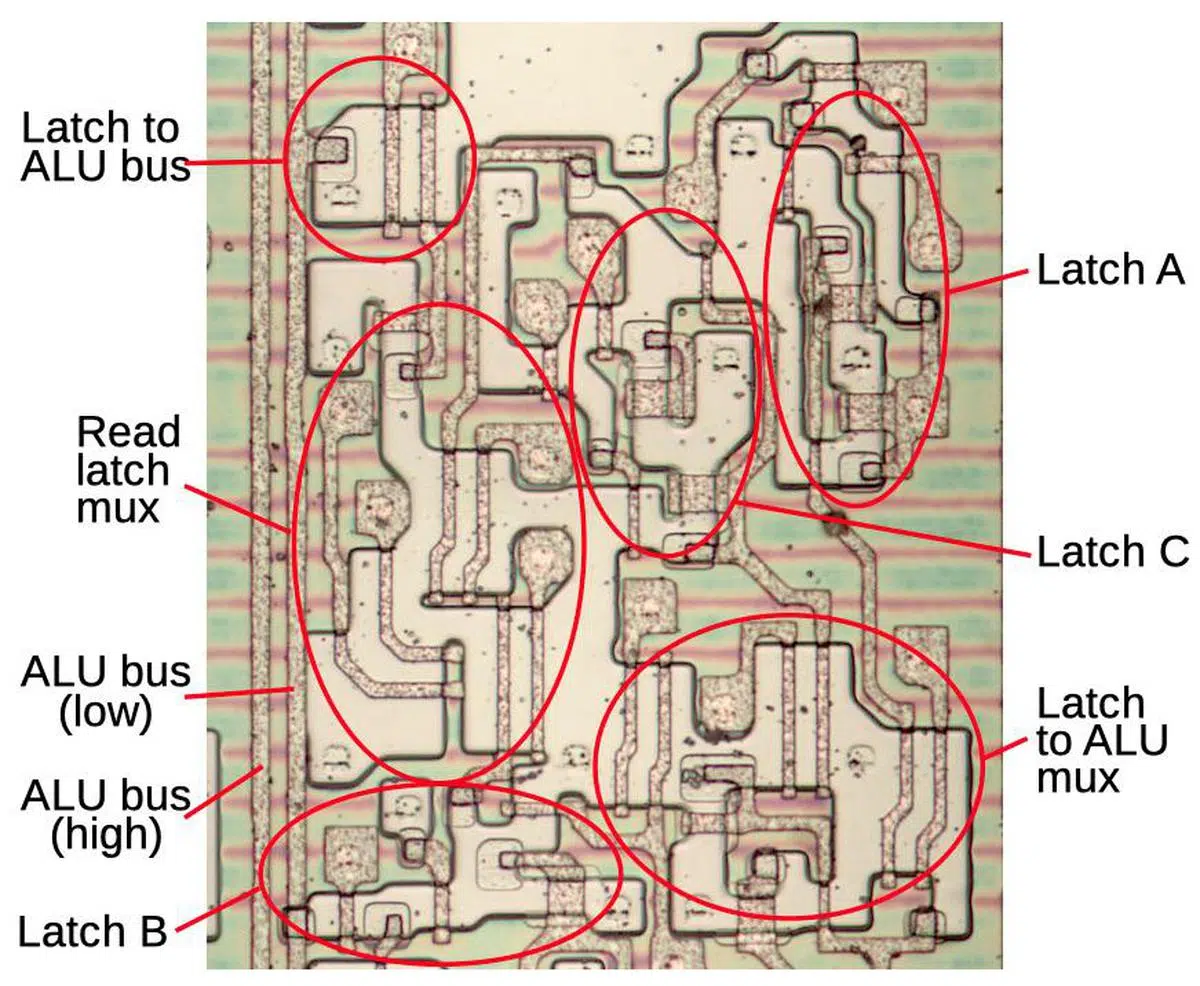 Latch to
ALU bus
Latch A
Read
latch
mux
Latch C
ALU bus
(low)
Latch
to ALU
mux
ALU bus
(high)
Latch B